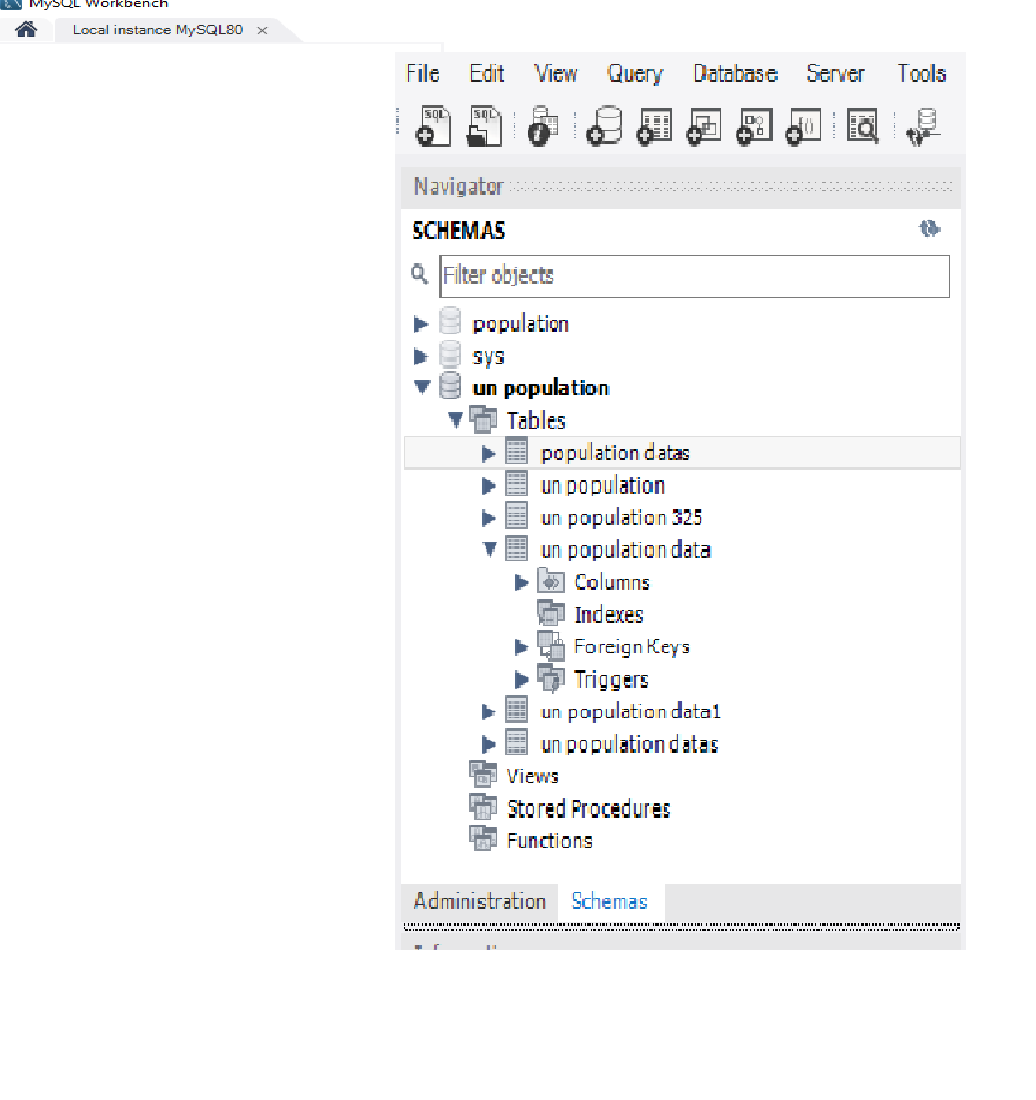 MySQL Workbench
Local instance MySQL80 ×
File Edit View Query Database Server Tools
SQL SQL
Navigator
SCHEMAS
Filter objects
population
sys
un population
Tables
population datas
un population
un population 325
un population data
Columns
Indexes
Foreign Keys
Triggers
un population data1
un population datas
Views
Stored Procedures
Functions
Administration Schemas